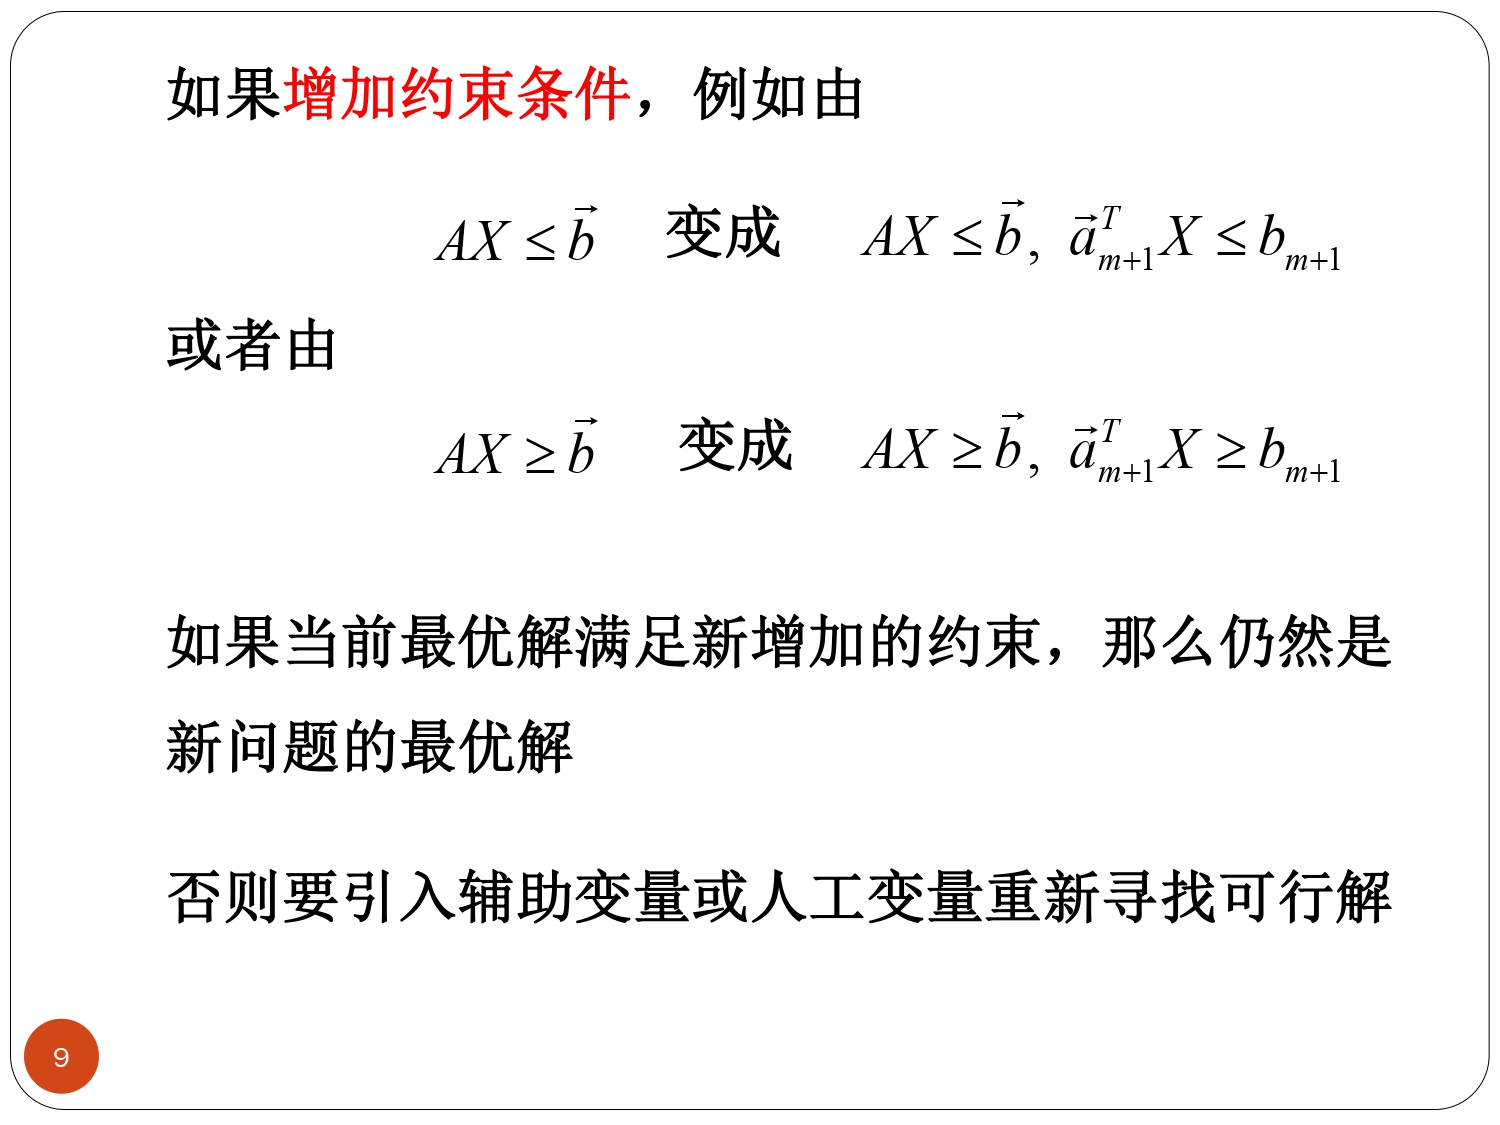 如果增加约束条件，例如由
$AX \leq \vec{b}$ 变成 $AX \leq \vec{b},\ \vec{a}_{m+1}^{T} X \leq b_{m+1}$
或者由
$AX \geq \vec{b}$ 变成 $AX \geq \vec{b},\ \vec{a}_{m+1}^{T} X \geq b_{m+1}$
如果当前最优解满足新增加的约束，那么仍然是
新问题的最优解
否则要引入辅助变量或人工变量重新寻找可行解
9